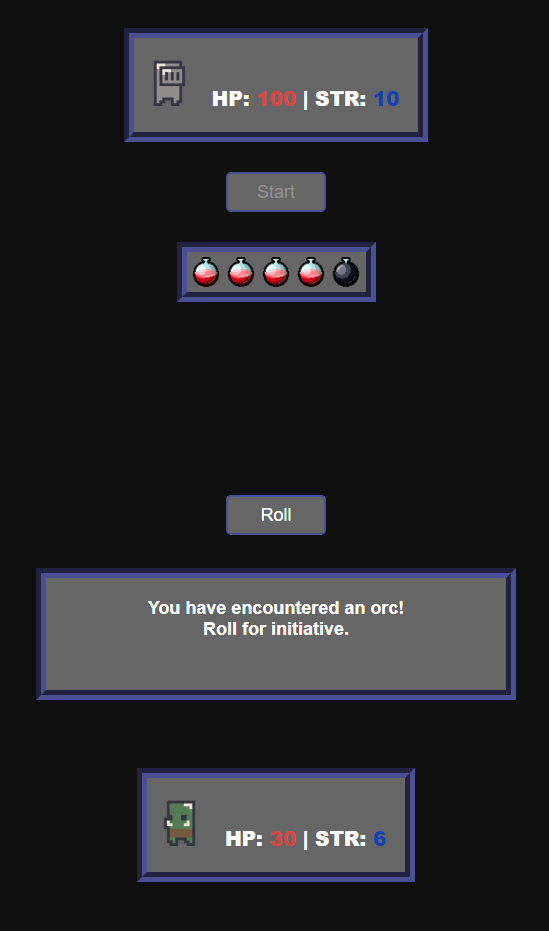 HP: 100 | STR: 10
Start
Roll
You have encountered an orc!
Roll for initiative.
HP: 30 | STR: 6